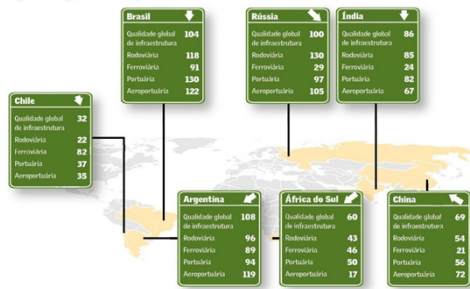 Brasil
Qualidade global 104
de infraestrutura
Rodoviária 118
Ferroviária 91
Portuária 130
Aeroportuária 122
Rússia
Qualidade global 100
de infraestrutura
Rodoviária 130
Ferroviária 29
Portuária 97
Aeroportuária 105
Índia
Qualidade global 86
de infraestrutura
Rodoviária 85
Ferroviária 24
Portuária 82
Aeroportuária 67
Chile
Qualidade global 32
de infraestrutura
Rodoviária 22
Ferroviária 82
Portuária 37
Aeroportuária 35
Argentina
Qualidade global 108
de infraestrutura
Rodoviária 96
Ferroviária 89
Portuária 94
Aeroportuária 119
África do Sul
Qualidade global 60
de infraestrutura
Rodoviária 43
Ferroviária 46
Portuária 50
Aeroportuária 17
China
Qualidade global 69
de infraestrutura
Rodoviária 54
Ferroviária 21
Portuária 56
Aeroportuária 72